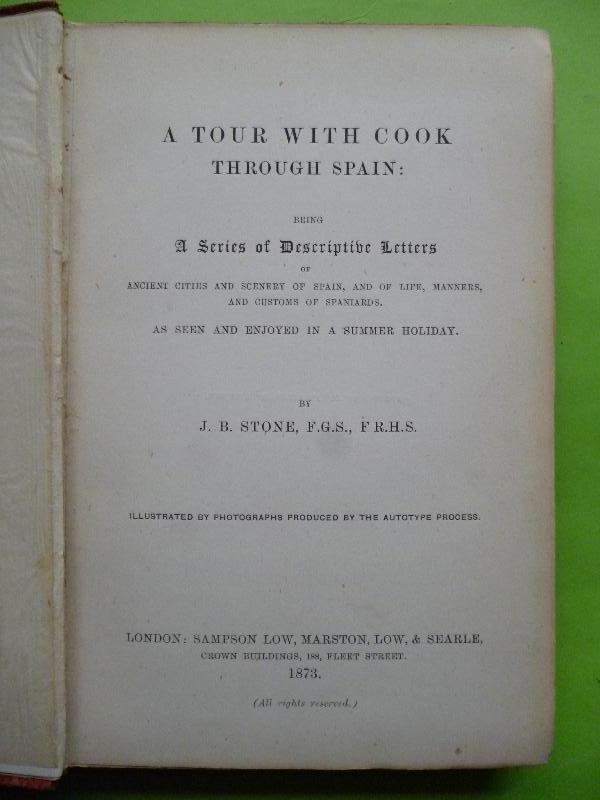 A TOUR WITH COOK
THROUGH SPAIN:
BEING
A Series of Descriptive Letters
OF
ANCIENT CITIES AND SCENERY OF SPAIN, AND OF LIFE, MANNERS,
AND CUSTOMS OF SPANIARDS.
AS SEEN AND ENJOYED IN A SUMMER HOLIDAY.
BY
J. B. STONE, F.G.S., F R.H.S.
ILLUSTRATED BY PHOTOGRAPHS PRODUCED BY THE AUTOTYPE PROCESS.
LONDON: SAMPSON LOW, MARSTON, LOW, & SEARLE,
CROWN BUILDINGS, 188, FLEET STREET.
1873.
(All rights reserved.)